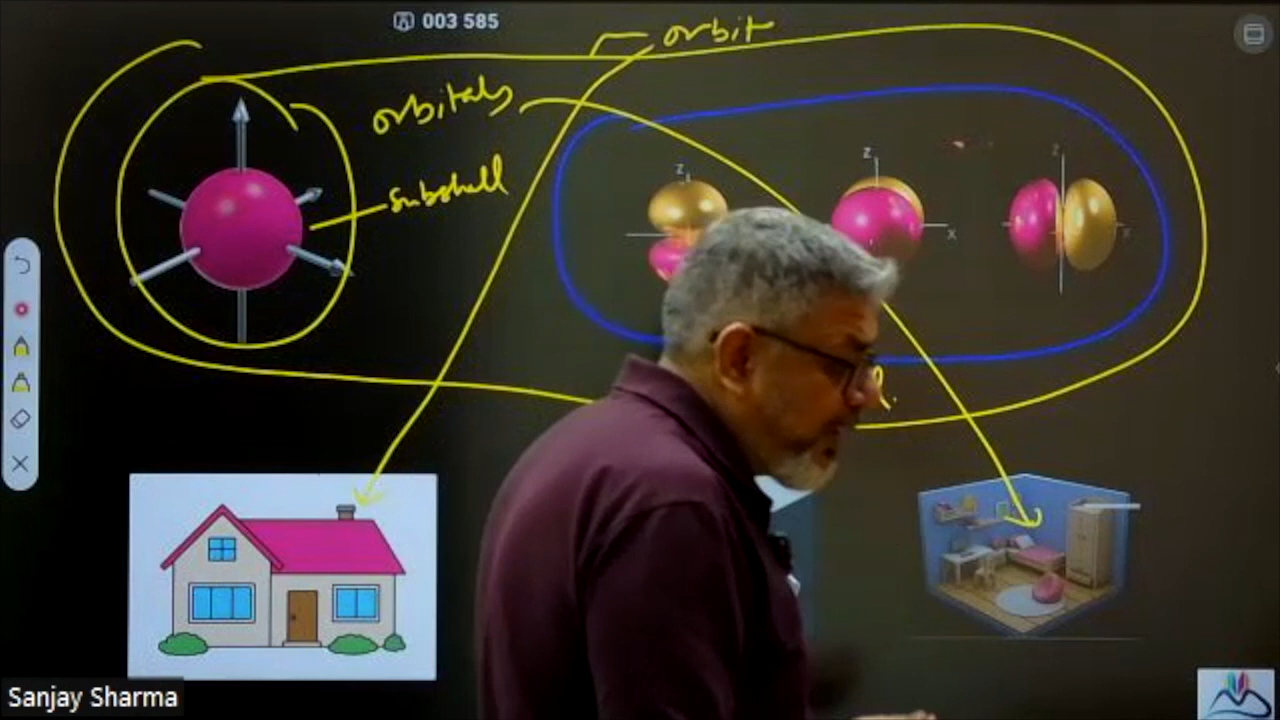 003 585
orbit
orbitals
Subshell
z
z
z
x
Sanjay Sharma